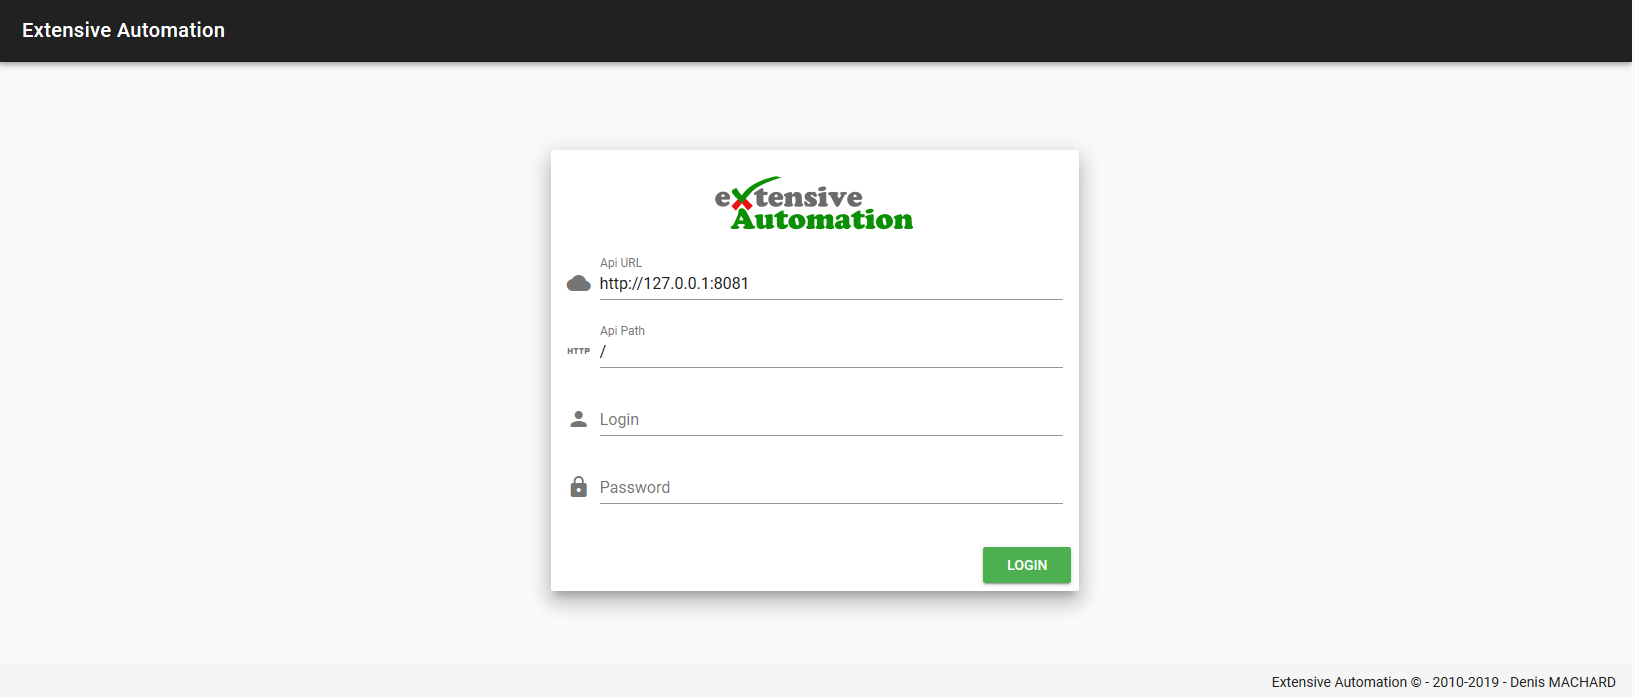 Extensive Automation
eXtensive
Automation
Api URL
http://127.0.0.1:8081
Api Path
HTTP /
Login
Password
LOGIN
Extensive Automation © - 2010-2019 - Denis MACHARD